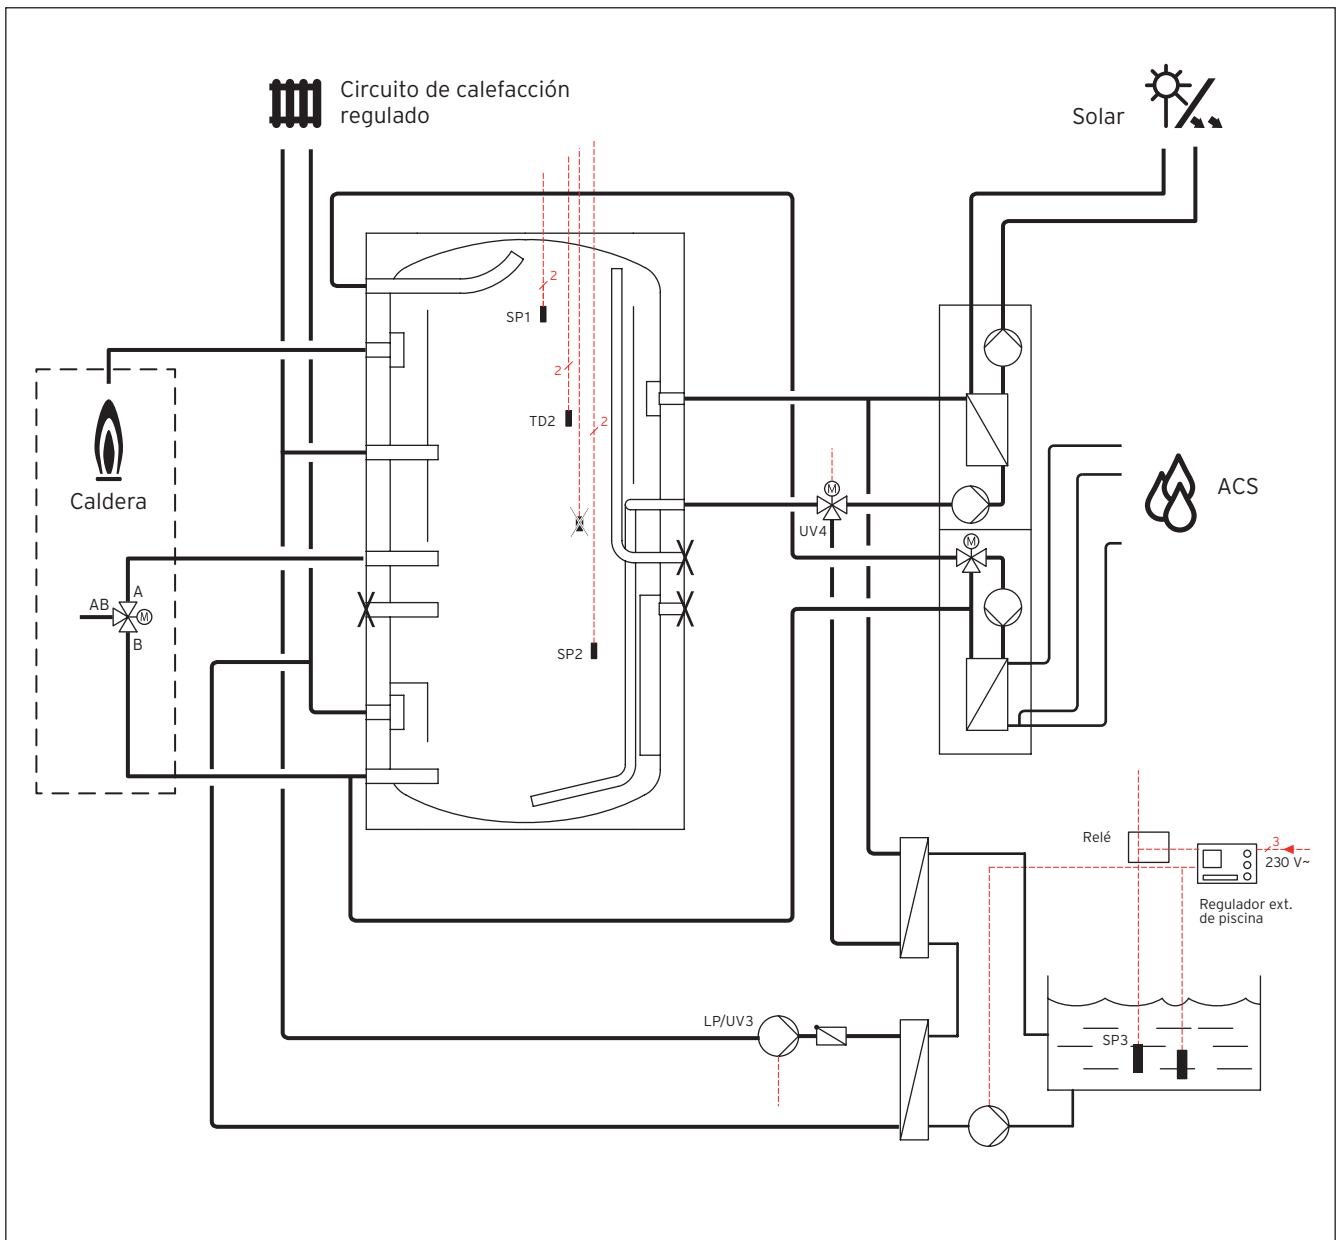 Circuito de calefacción
regulado
Solar
2
SP1
2
TD2
2
Caldera
M
UV4
ACS
M
A
AB
M
B
SP2
Relé
3
230 V~
Regulador ext.
de piscina
LP/UV3
SP3